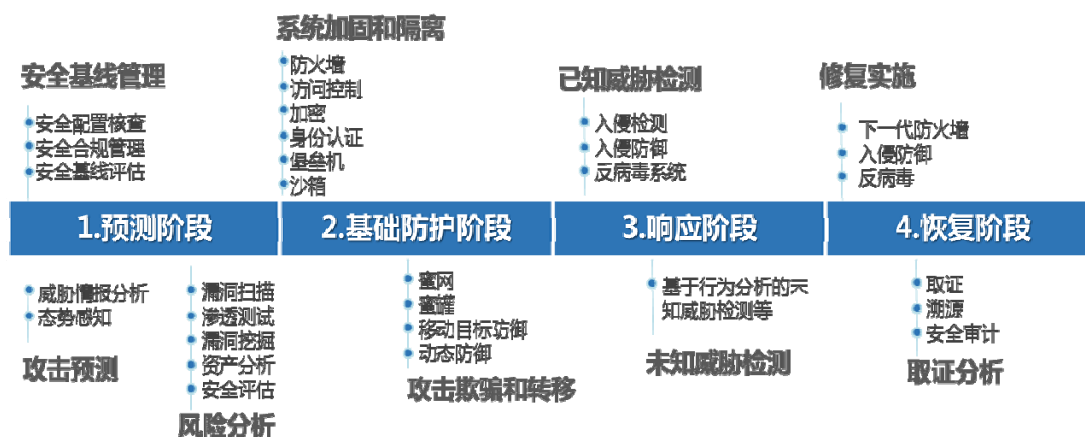 系统加固和隔离
防火墙
访问控制
加密
身份认证
堡垒机
沙箱
安全基线管理
安全配置核查
安全合规管理
安全基线评估
已知威胁检测
入侵检测
入侵防御
反病毒系统
修复实施
下一代防火墙
入侵防御
反病毒
1.预测阶段
2.基础防护阶段
3.响应阶段
4.恢复阶段
威胁情报分析
态势感知
攻击预测
漏洞扫描
渗透测试
漏洞挖掘
资产分析
安全评估
风险分析
蜜网
蜜罐
移动目标防御
动态防御
攻击欺骗和转移
基于行为分析的未
知威胁检测等
未知威胁检测
取证
溯源
安全审计
取证分析